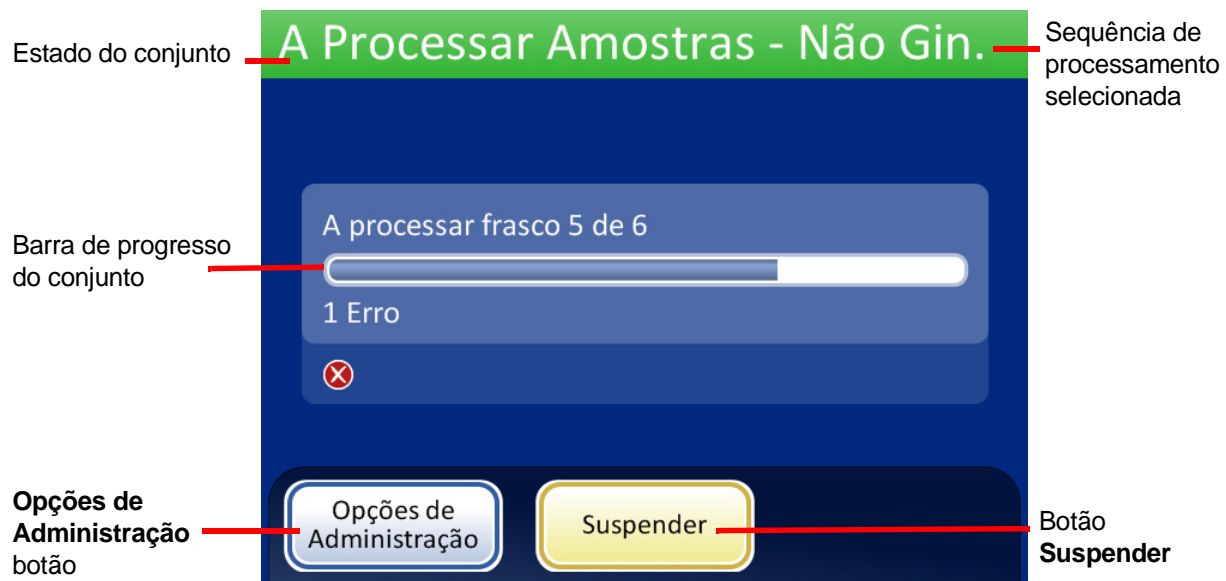 Estado do conjunto
A Processar Amostras - Não Gin.
Sequência de
processamento
selecionada
A processar frasco 5 de 6
Barra de progresso
do conjunto
1 Erro
Opções de
Administração
botão
Opções de
Administração
Suspender
Botão
Suspender